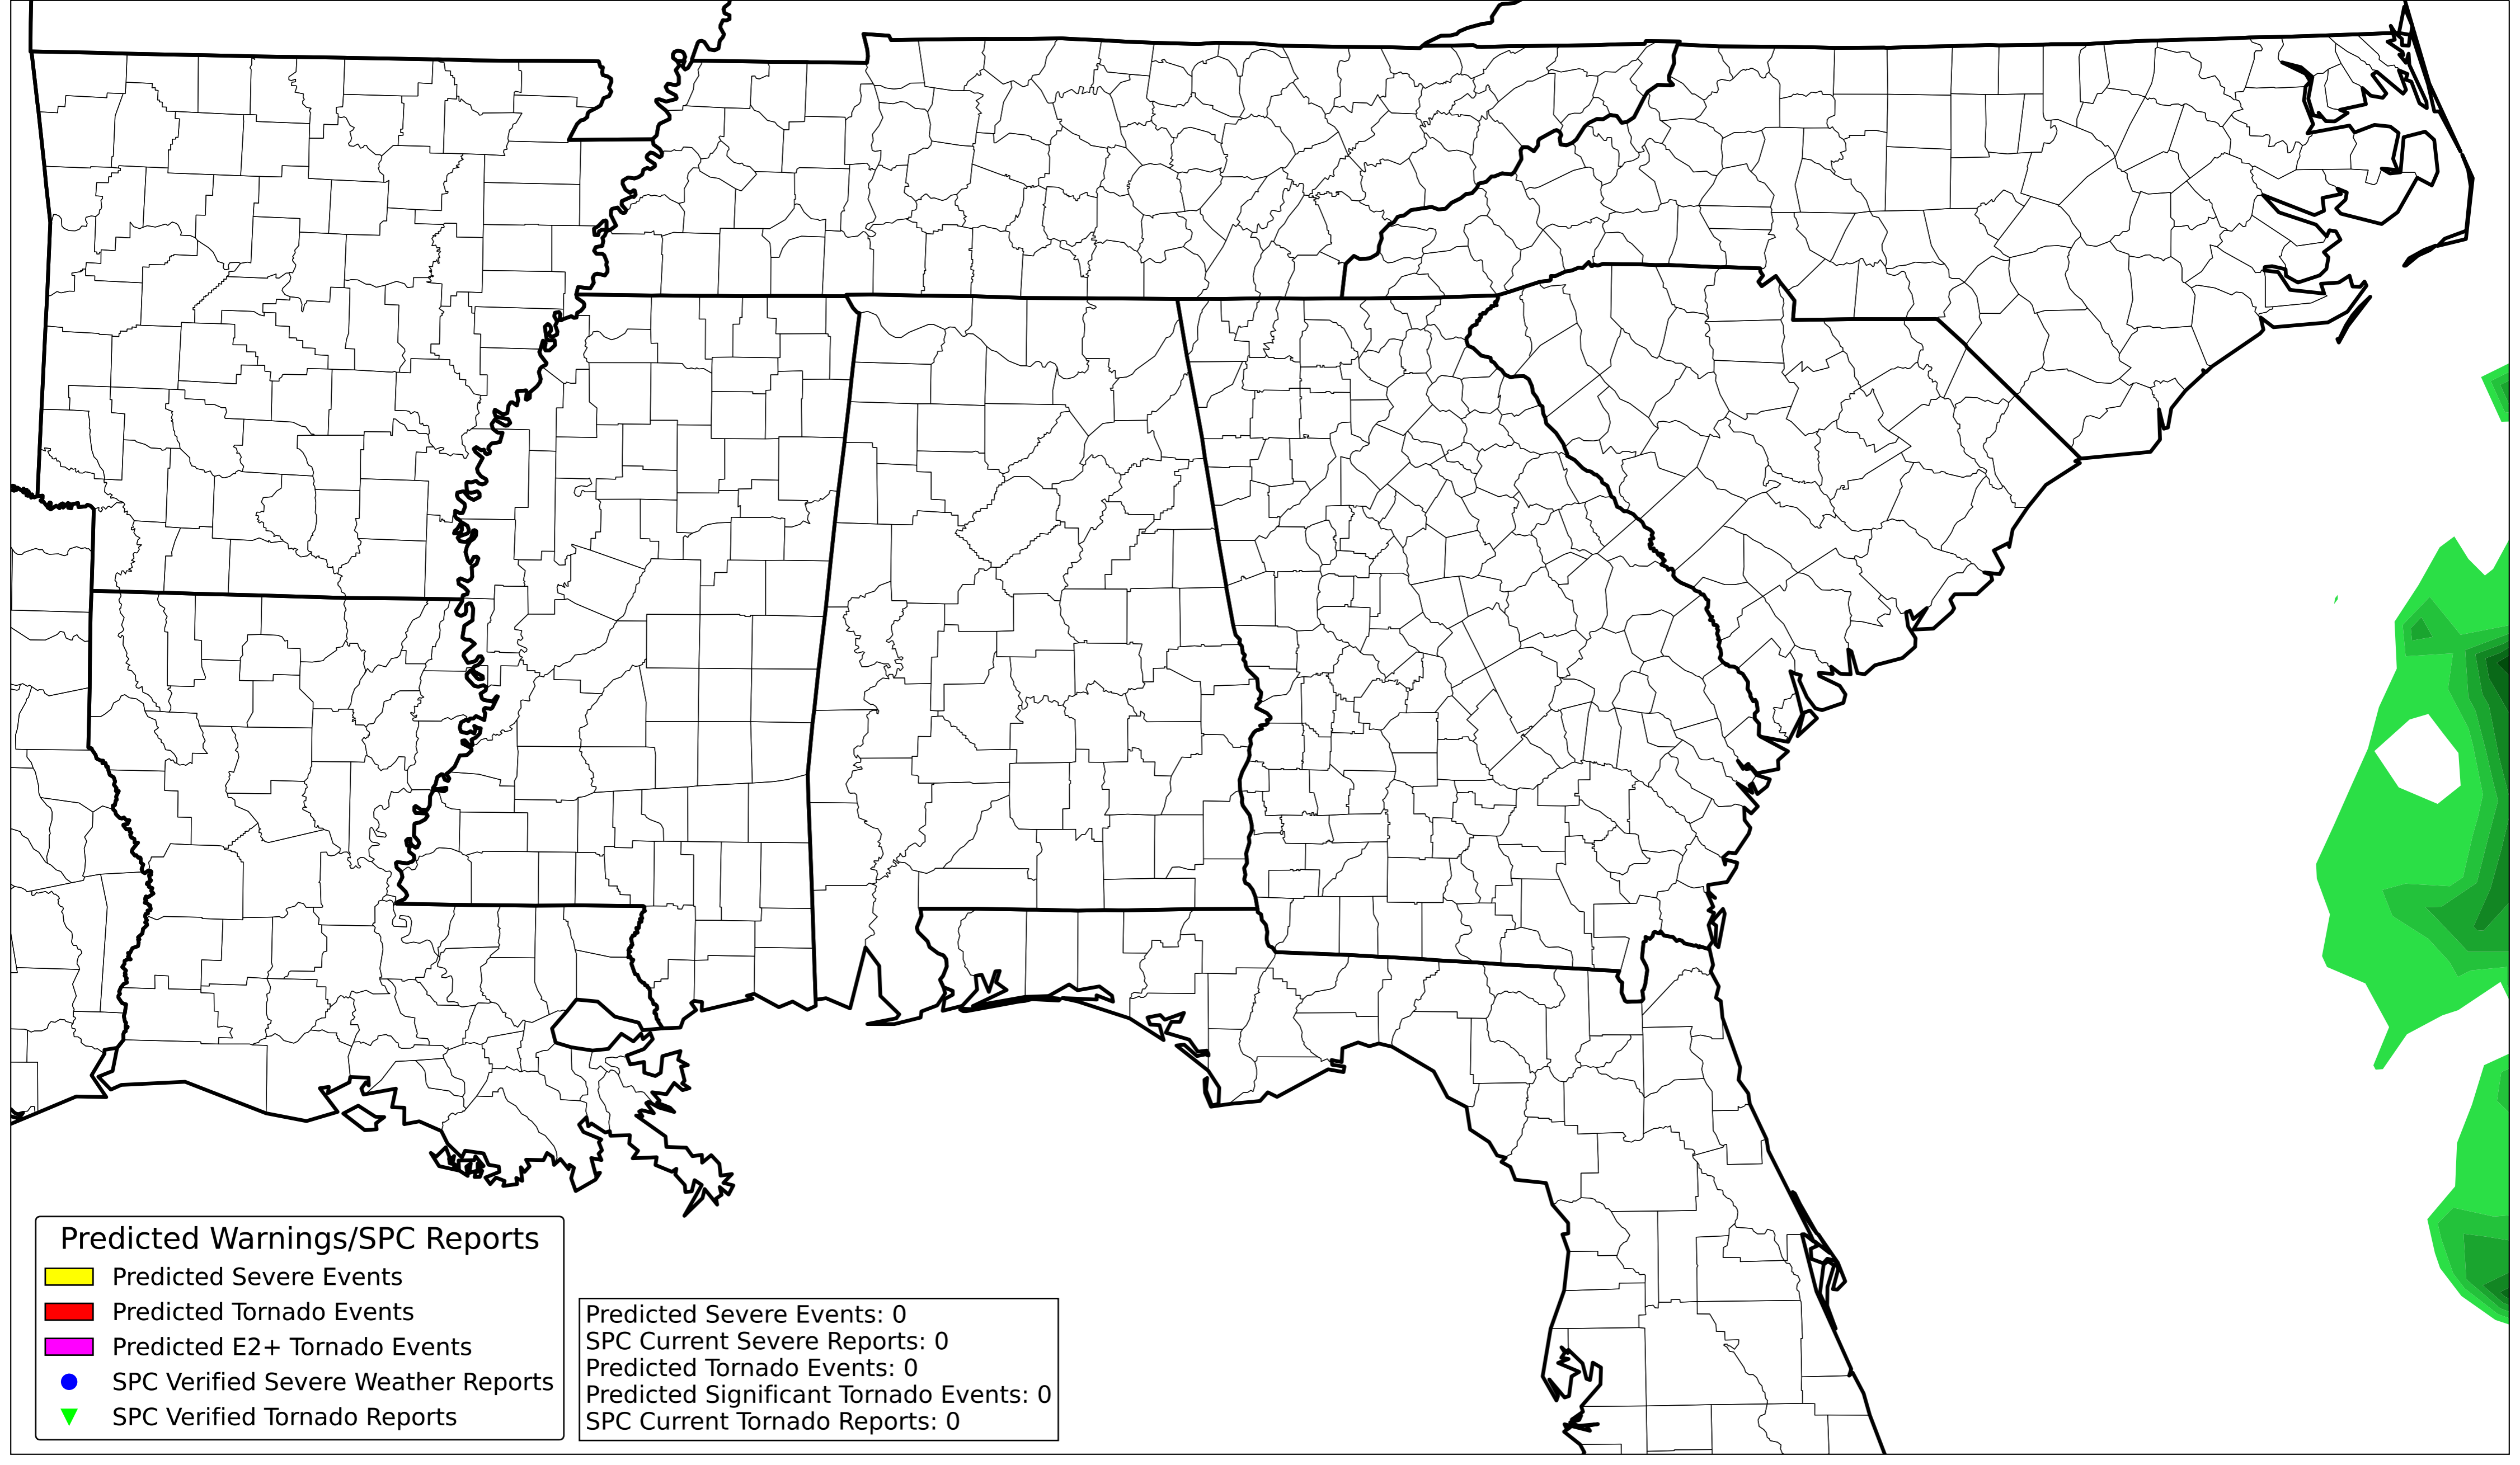 Predicted Warnings/SPC Reports
Predicted Severe Events
Predicted Tornado Events
Predicted E2+ Tornado Events
SPC Verified Severe Weather Reports
SPC Verified Tornado Reports
Predicted Severe Events: 0
SPC Current Severe Reports: 0
Predicted Tornado Events: 0
Predicted Significant Tornado Events: 0
SPC Current Tornado Reports: 0